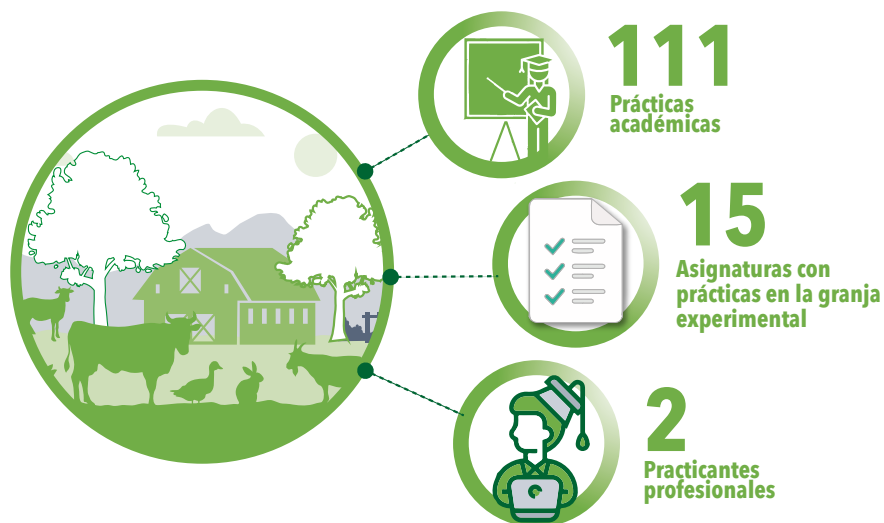 111
Prácticas
académicas
15
Asignaturas con
prácticas en la granja
experimental
2
Practicantes
profesionales